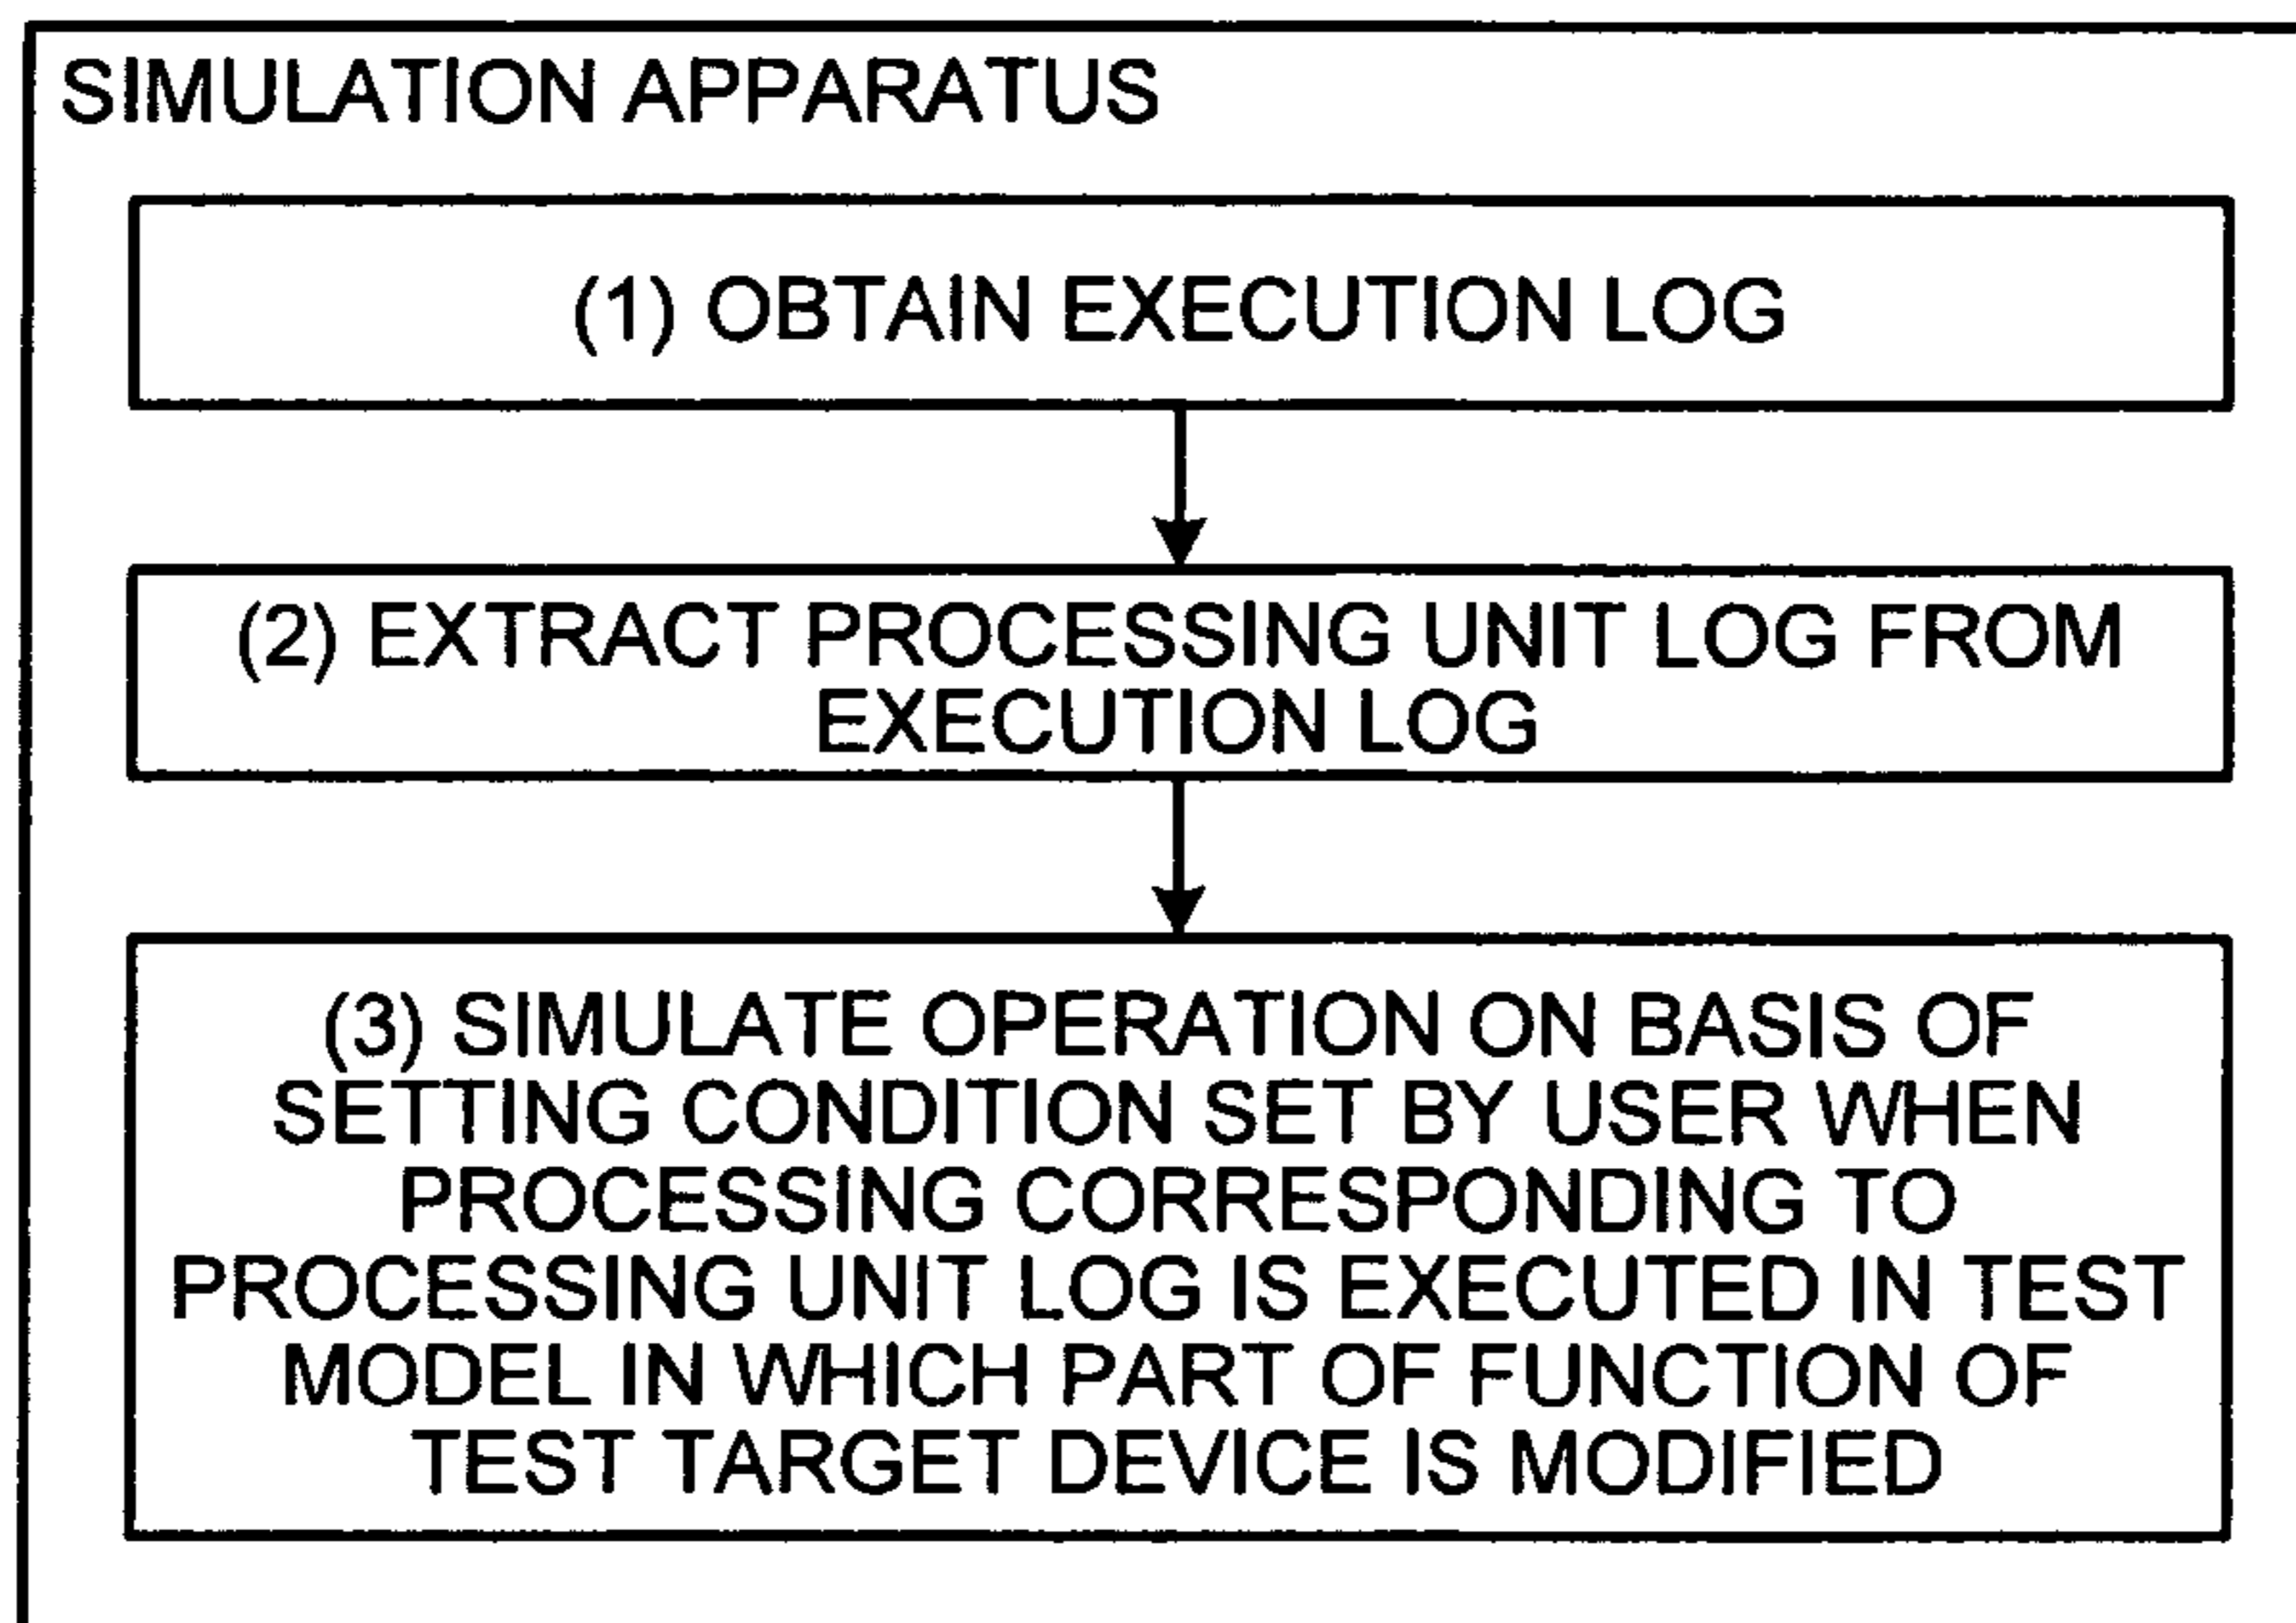 SIMULATION APPARATUS
(1) OBTAIN EXECUTION LOG
(2) EXTRACT PROCESSING UNIT LOG FROM
EXECUTION LOG
(3) SIMULATE OPERATION ON BASIS OF
SETTING CONDITION SET BY USER WHEN
PROCESSING CORRESPONDING TO
PROCESSING UNIT LOG IS EXECUTED IN TEST
MODEL IN WHICH PART OF FUNCTION OF
TEST TARGET DEVICE IS MODIFIED